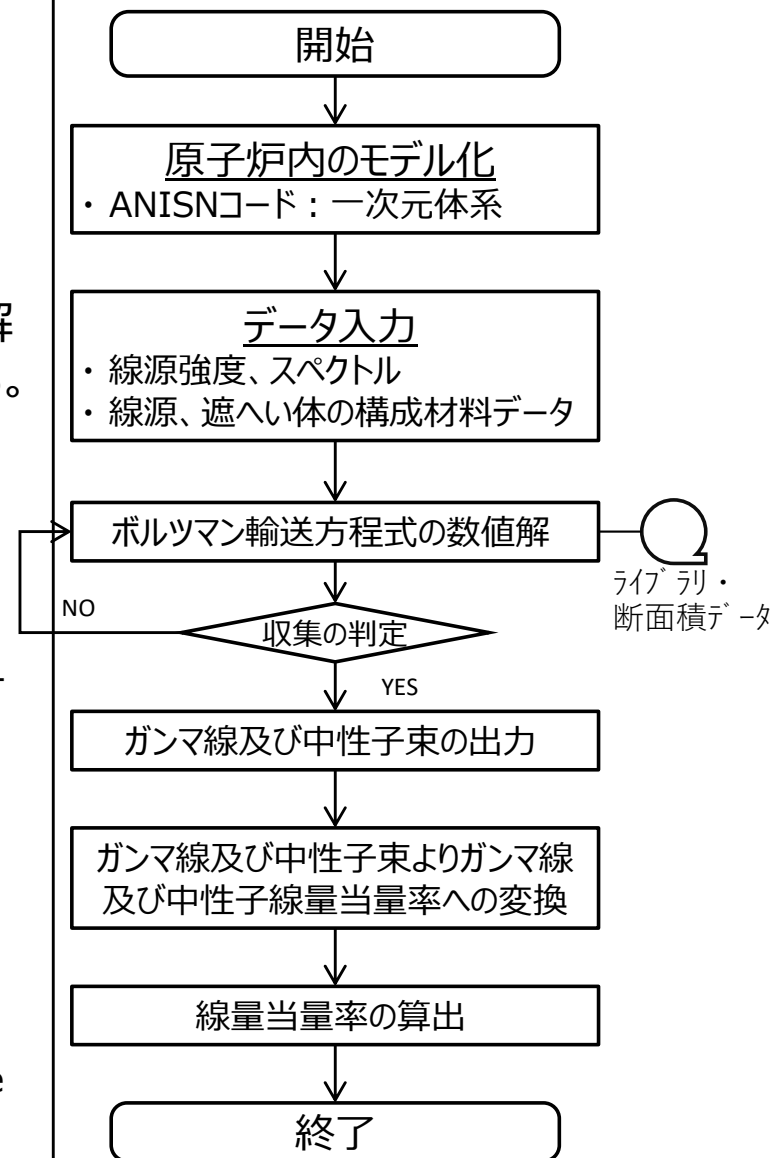 開始
原子炉内のモデル化
・ ANISNコード：一次元体系
解
。
データ入力
・ 線源強度、スペクトル
・ 線源、遮へい体の構成材料データ
ボルツマン輸送方程式の数値解
ﾗｲﾌﾞﾗﾘ・
断面積ﾃﾞｰﾀ
NO
収集の判定
YES
ガンマ線及び中性子束の出力
ガンマ線及び中性子束よりガンマ線
及び中性子線量当量率への変換
線量当量率の算出
e
終了